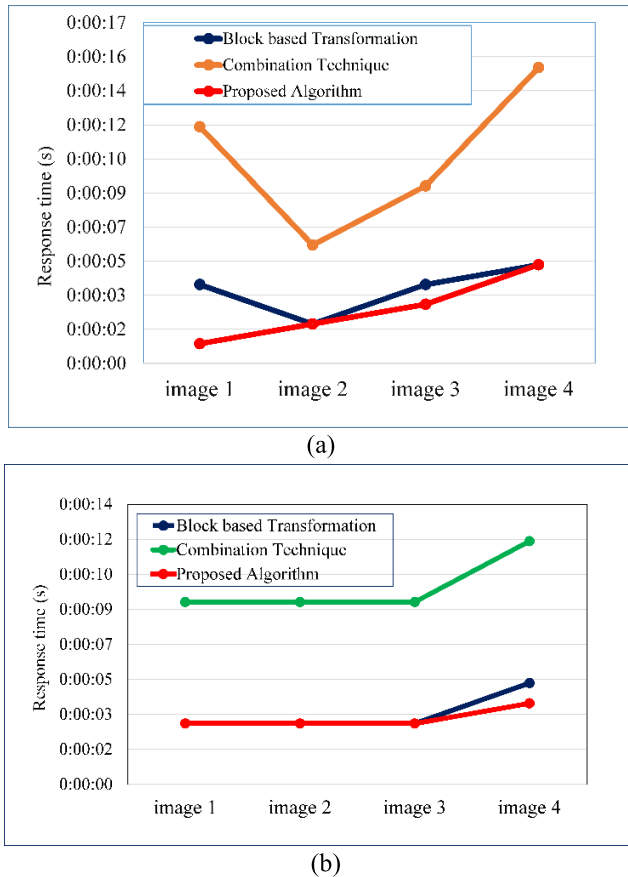 0:00:17
0:00:16
0:00:14
0:00:12
0:00:10
0:00:09
0:00:07
0:00:05
0:00:03
0:00:02
0:00:00
Response time (s)
Block based Transformation
Combination Technique
Proposed Algorithm
image 1 image 2 image 3 image 4
(a)
0:00:14
0:00:12
0:00:10
0:00:09
0:00:07
0:00:05
0:00:03
0:00:02
0:00:00
Response time (s)
Block based Transformation
Combination Technique
Proposed Algorithm
image 1 image 2 image 3 image 4
(b)